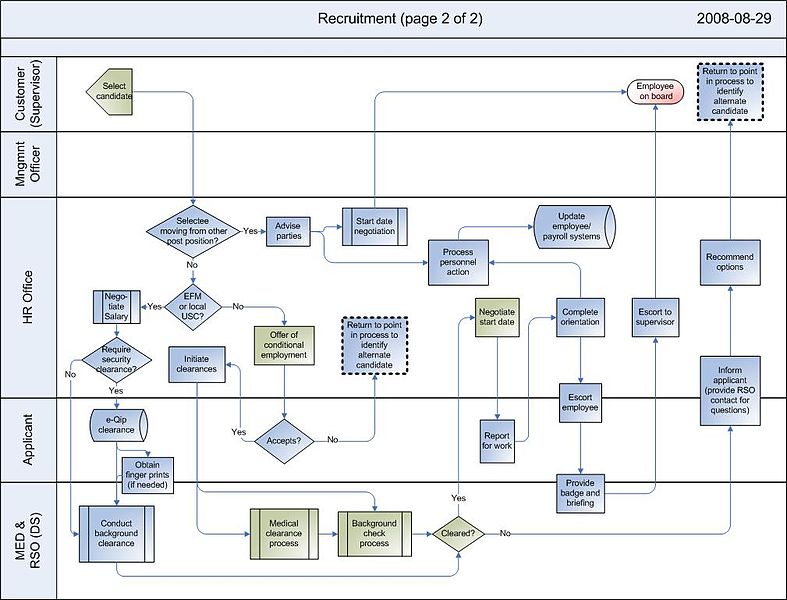 Recruitment (page 2 of 2)
2008-08-29
Customer
(Supervisor)
Select
candidate
Employee
on board
Return to point
in process to
identify
alternate
candidate
Mngmnt
Officer
HR Office
Selectee
moving from other
post position?
Yes
Advise
parties
Start date
negotiation
Update
employee/
payroll systems
Process
personnel
action
Recommend
options
No
Nego-
tiate
Salary
Yes
EFM
or local
USC?
No
Offer of
conditional
employment
Return to point
in process to
identify
alternate
candidate
Negotiate
start date
Complete
orientation
Escort to
supervisor
Require
security
clearance?
No
Yes
Initiate
clearances
Escort
employee
Inform
applicant
(provide RSO
contact for
questions)
Applicant
e-Qip
clearance
Yes
Accepts?
No
Report
for work
Obtain
finger prints
(if needed)
Provide
badge and
briefing
MED &
RSO (DS)
Conduct
background
clearance
Medical
clearance
process
Background
check
process
Yes
Cleared?
No